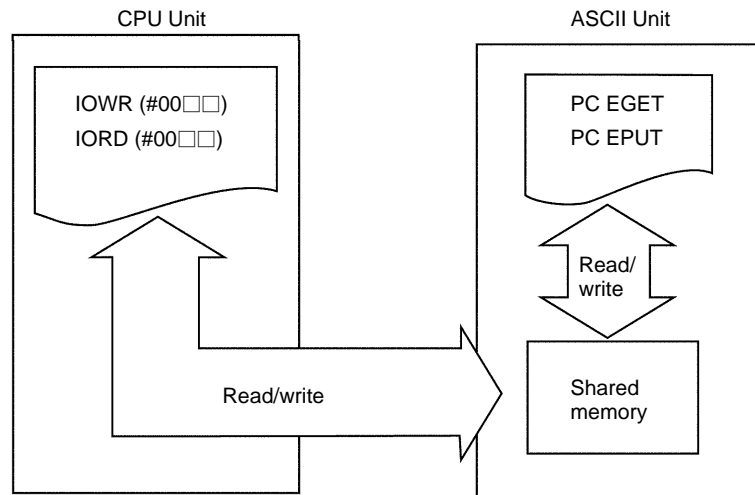 CPU Unit
ASCII Unit
IOWR (#00□□)
IORD (#00□□)
PC EGET
PC EPUT
Read/
write
Read/write
Shared
memory